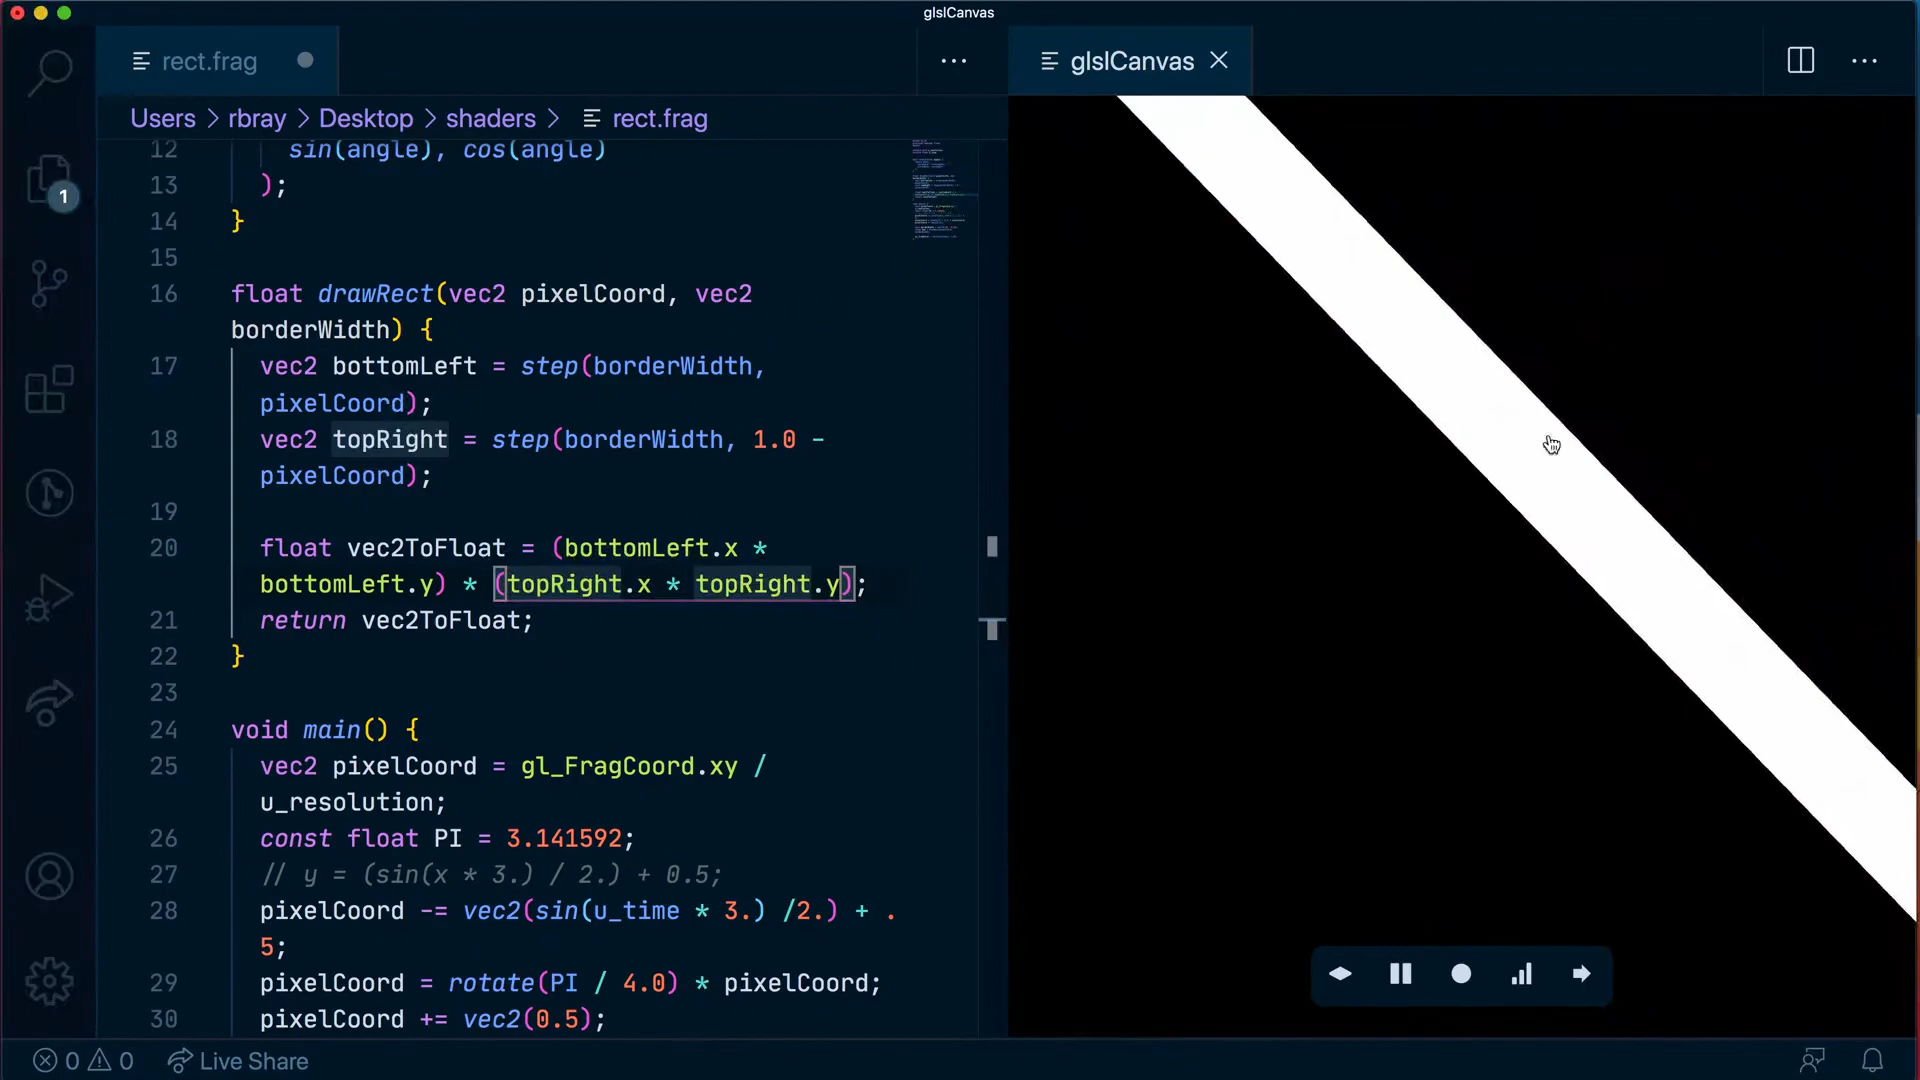 glslCanvas
rect.frag
glslCanvas
Users > rbray > Desktop > shaders > rect.frag
12 sin(angle), cos(angle)
13 );
14 }
15
16 float drawRect(vec2 pixelCoord, vec2
borderWidth) {
17 vec2 bottomLeft = step(borderWidth,
pixelCoord);
18 vec2 topRight = step(borderWidth, 1.0 -
pixelCoord);
19
20 float vec2ToFloat = (bottomLeft.x *
bottomLeft.y) * (topRight.x * topRight.y);
21 return vec2ToFloat;
22 }
23
24 void main() {
25 vec2 pixelCoord = gl_FragCoord.xy /
u_resolution;
26 const float PI = 3.141592;
27 // y = (sin(x * 3.) / 2.) + 0.5;
28 pixelCoord -= vec2(sin(u_time * 3.) /2.) + .
5;
29 pixelCoord = rotate(PI / 4.0) * pixelCoord;
30 pixelCoord += vec2(0.5);
1
0 0 Live Share